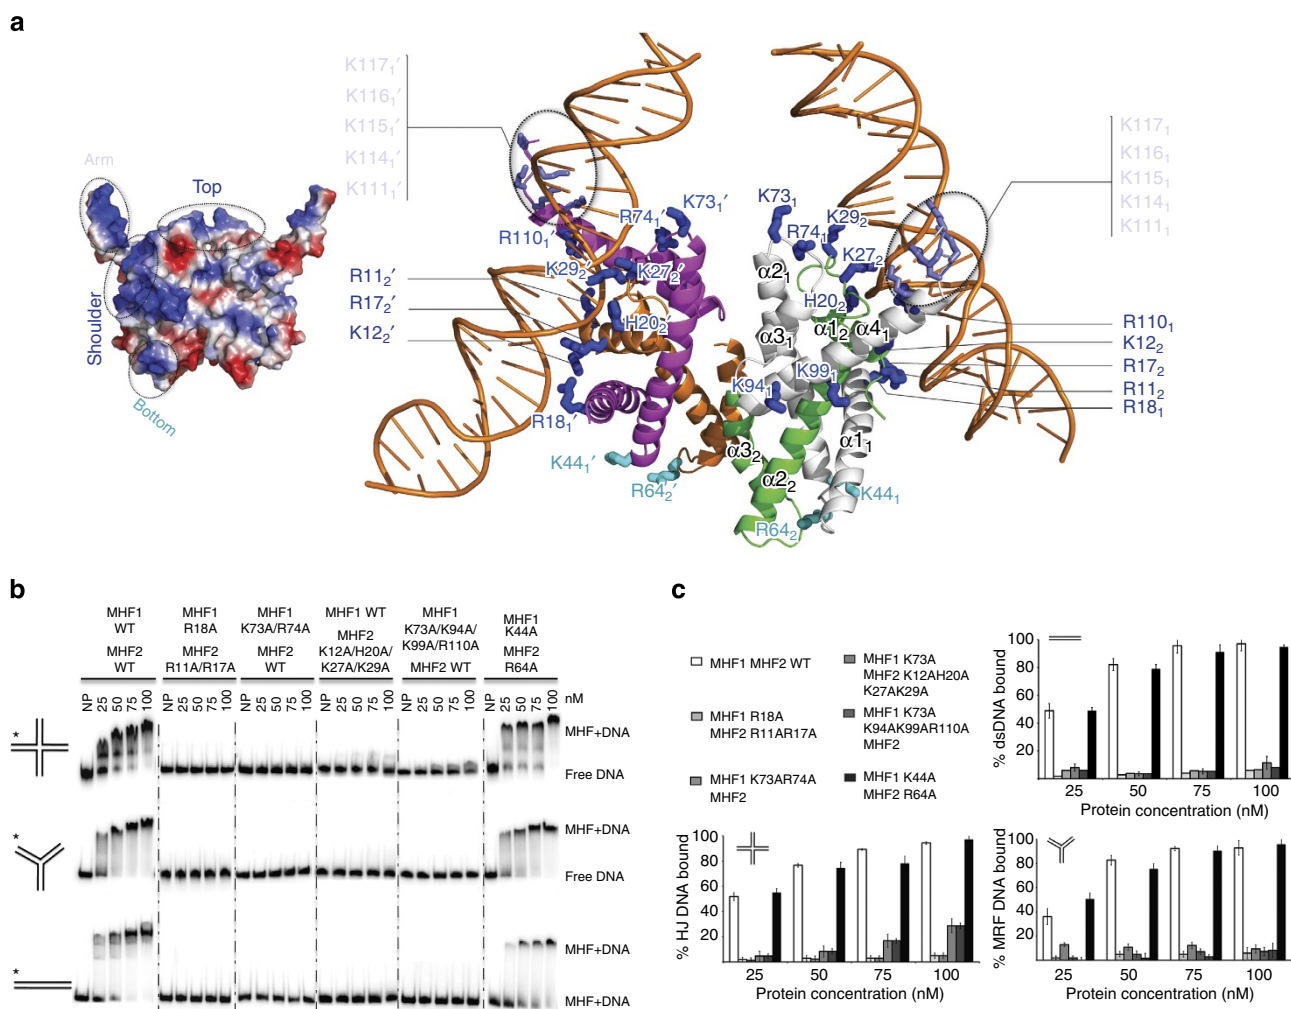 a
K117₁′
K116₁′
K115₁′
K114₁′
K111₁′
Arm
Top
Shoulder
Bottom
R11₂′
R17₂′
K12₂′
R110₁′
K29₂′
R74₁′
K73₁′
K27₂′
H20₂′
R18₁′
K44₁′
R64₂′
K73₁
R74₁
K29₂
K27₂
H20₂
α2₁
α3₁
α1₂
α4₁
K94₁
K99₁
α3₂
α2₂
α1₁
K44₁
R64₂
K117₁
K116₁
K115₁
K114₁
K111₁
R110₁
K12₂
R17₂
R11₂
R18₁
b
MHF1
WT
MHF2
WT
MHF1
R18A
MHF2
R11A/R17A
MHF1
K73A/R74A
MHF2
WT
MHF1 WT
MHF2
K12A/H20A/
K27A/K29A
MHF1
K73A/K94A/
K99A/R110A
MHF2 WT
MHF1
K44A
MHF2
R64A
NP 25 50 75 100 NP 25 50 75 100 NP 25 50 75 100 NP 25 50 75 100 NP 25 50 75 100 NP 25 50 75 100 nM
*
MHF+DNA
Free DNA
*
MHF+DNA
Free DNA
*
MHF+DNA
MHF+DNA
c
MHF1 MHF2 WT
MHF1 R18A
MHF2 R11AR17A
MHF1 K73AR74A
MHF2
MHF1 K73A
MHF2 K12AH20A
K27AK29A
MHF1 K73A
K94AK99AR110A
MHF2
MHF1 K44A
MHF2 R64A
% dsDNA bound
100
80
60
40
20
25 50 75 100
Protein concentration (nM)
% HJ DNA bound
100
80
60
40
20
25 50 75 100
Protein concentration (nM)
% MRF DNA bound
100
80
60
40
20
25 50 75 100
Protein concentration (nM)